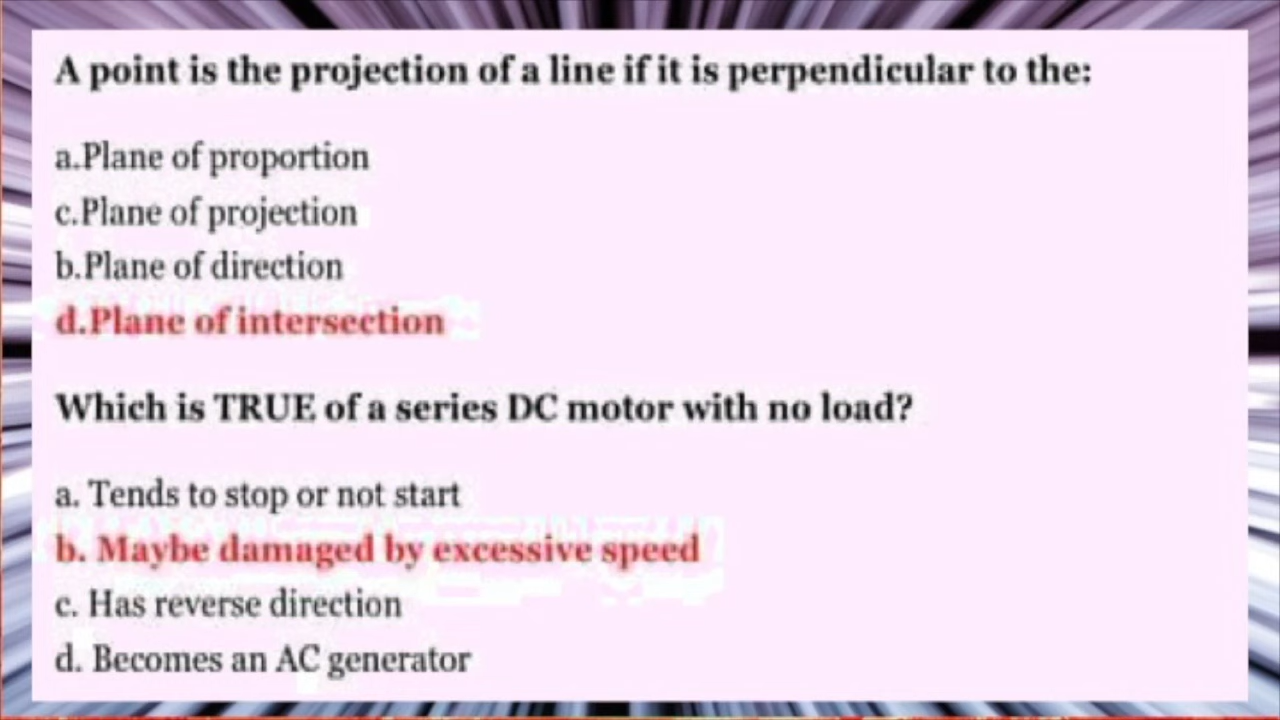 A point is the projection of a line if it is perpendicular to the:
a.Plane of proportion
c.Plane of projection
b.Plane of direction
d.Plane of intersection
Which is TRUE of a series DC motor with no load?
a. Tends to stop or not start
b. Maybe damaged by excessive speed
c. Has reverse direction
d. Becomes an AC generator